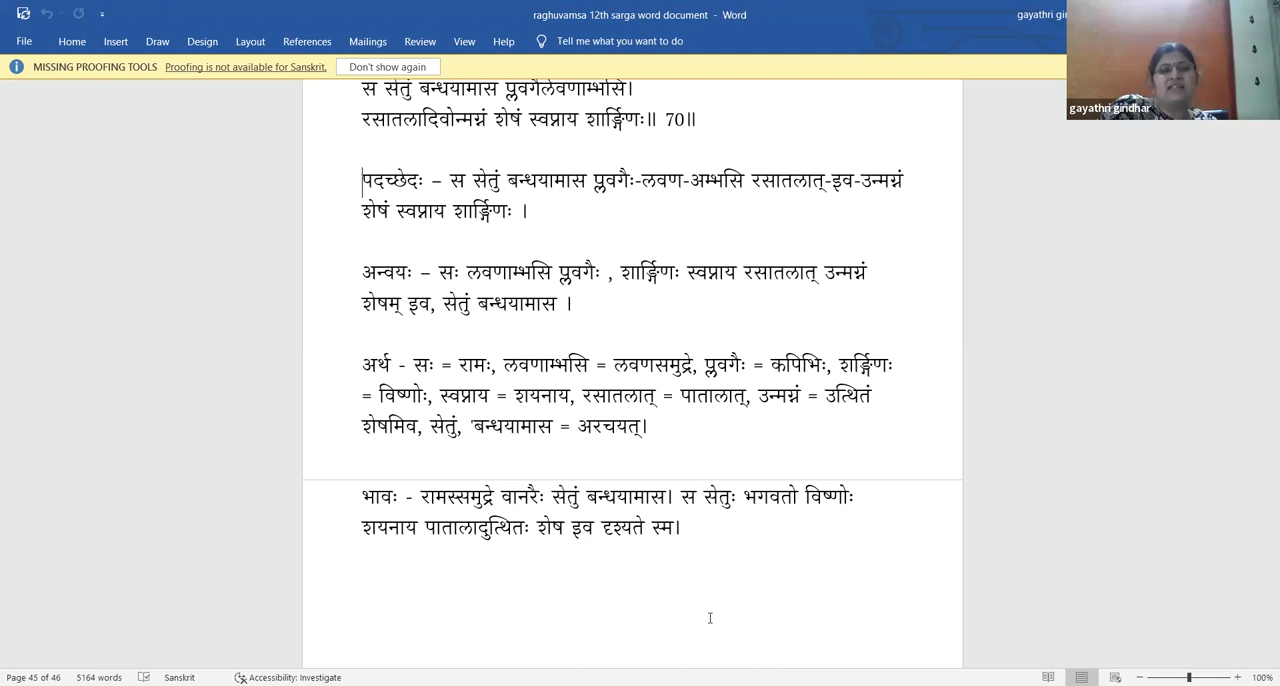 raghuvamsa 12th sarga word document - Word
gayathri gir
File Home Insert Draw Design Layout References Mailings Review View Help Tell me what you want to do
MISSING PROOFING TOOLS Proofing is not available for Sanskrit. Don't show again
gayathri giridhar
स सेतुं बन्धयामास प्लवगैर्लवणाम्भसि।
रसातलादिवोन्मग्नं शेषं स्वप्नाय शार्ङ्गिणः॥ 70॥
पदच्छेदः – स सेतुं बन्धयामास प्लवगैः-लवण-अम्भसि रसातलात्-इव-उन्मग्नं
शेषं स्वप्नाय शार्ङ्गिणः ।
अन्वयः – सः लवणाम्भसि प्लवगैः , शार्ङ्गिणः स्वप्नाय रसातलात् उन्मग्नं
शेषम् इव, सेतुं बन्धयामास ।
अर्थ - सः = रामः, लवणाम्भसि = लवणसमुद्रे, प्लवगैः = कपिभिः, शर्ङ्गिणः
= विष्णोः, स्वप्नाय = शयनाय, रसातलात् = पातालात्, उन्मग्नं = उत्थितं
शेषमिव, सेतुं, 'बन्धयामास = अरचयत्।
भावः - रामस्समुद्रे वानरैः सेतुं बन्धयामास। स सेतुः भगवतो विष्णोः
शयनाय पातालादुत्थितः शेष इव दृश्यते स्म।
Page 45 of 46 5164 words Sanskrit Accessibility: Investigate 100%